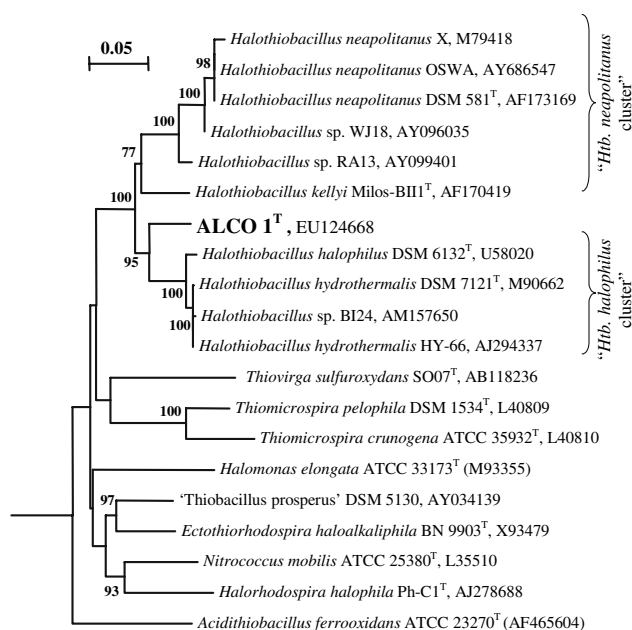 0.05
98
Halothiobacillus neapolitanus X, M79418
Halothiobacillus neapolitanus OSWA, AY686547
100
Halothiobacillus neapolitanus DSM 581ᵀ, AF173169
100
Halothiobacillus sp. WJ18, AY096035
77
Halothiobacillus sp. RA13, AY099401
100
Halothiobacillus kellyi Milos-BII1ᵀ, AF170419
"Htb. neapolitanus cluster"
ALCO 1ᵀ, EU124668
95
Halothiobacillus halophilus DSM 6132ᵀ, U58020
100
Halothiobacillus hydrothermalis DSM 7121ᵀ, M90662
100
Halothiobacillus sp. BI24, AM157650
Halothiobacillus hydrothermalis HY-66, AJ294337
"Htb. halophilus cluster"
Thiovirga sulfuroxydans SO07ᵀ, AB118236
100
Thiomicrospira pelophila DSM 1534ᵀ, L40809
Thiomicrospira crunogena ATCC 35932ᵀ, L40810
Halomonas elongata ATCC 33173ᵀ (M93355)
97
'Thiobacillus prosperus' DSM 5130, AY034139
Ectothiorhodospira haloalkaliphila BN 9903ᵀ, X93479
Nitrococcus mobilis ATCC 25380ᵀ, L35510
93
Halorhodospira halophila Ph-C1ᵀ, AJ278688
Acidithiobacillus ferrooxidans ATCC 23270ᵀ (AF465604)